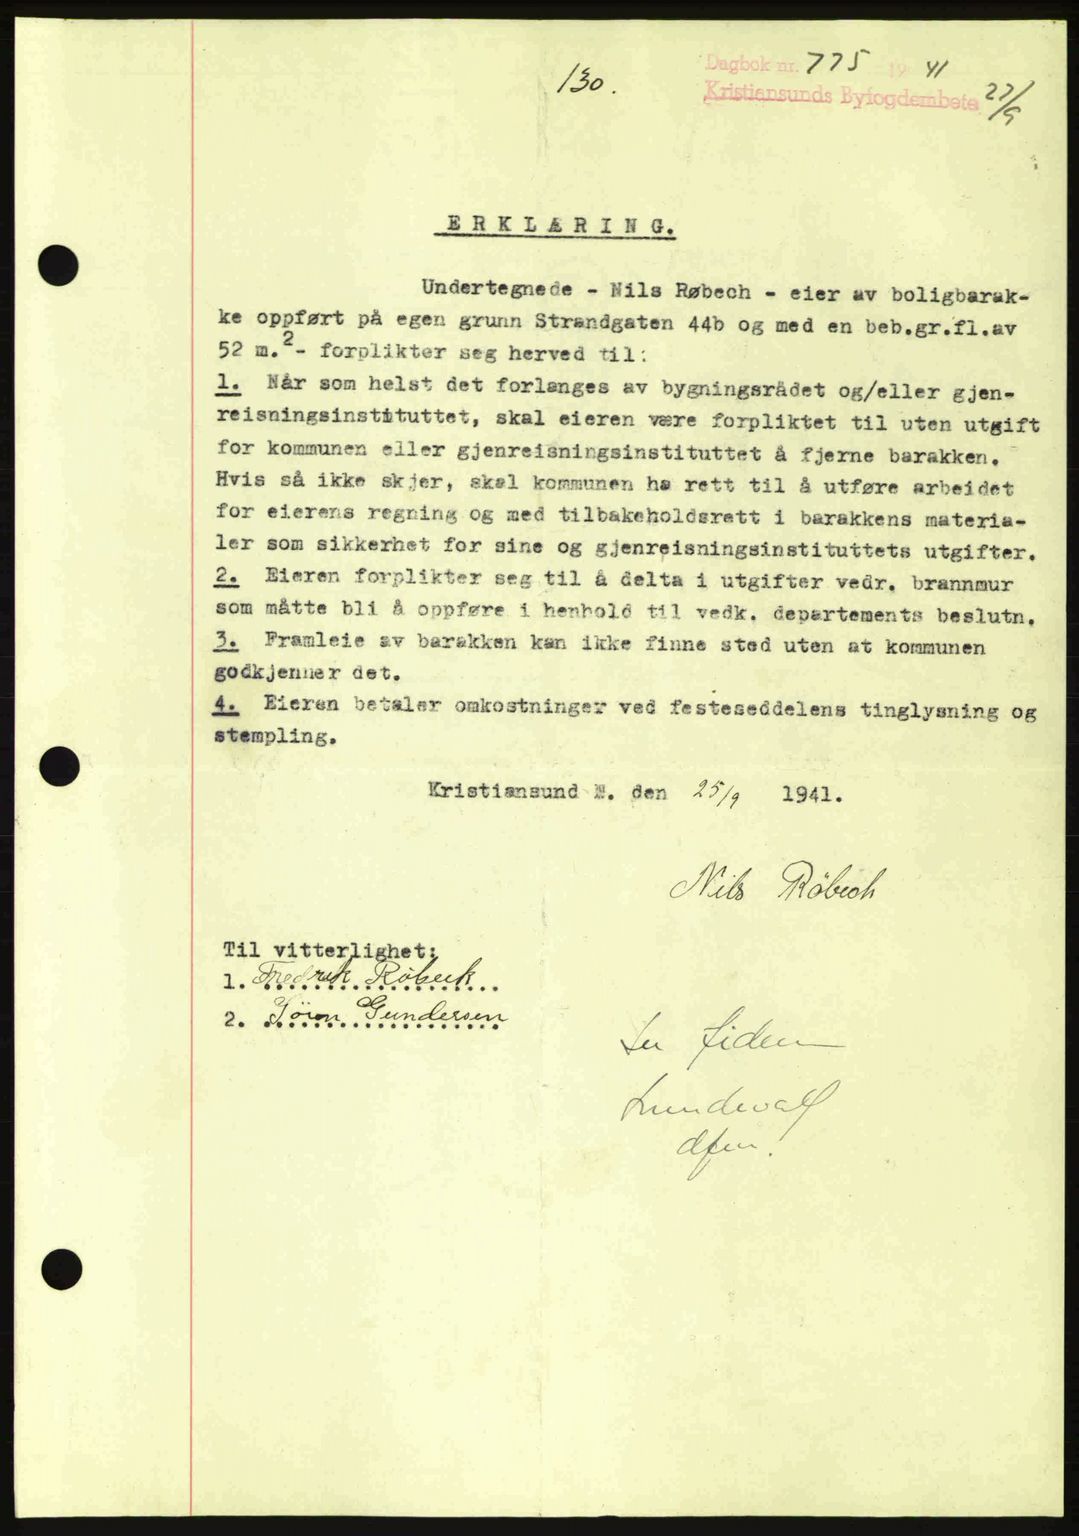 130.
Dagbok nr. 775 1941
Kristiansunds Byfogdembete 27/9
ERKLÆRING.
Undertegnede - Nils Røbech - eier av boligbarak-
ke oppført på egen grunn Strandgaten 44b og med en beb.gr.fl.av
52 m.2- forplikter seg herved til:
1. Når som helst det forlanges av bygningsrådet og/eller gjen-
reisningsinstituttet, skal eieren være forpliktet til uten utgift
for kommunen eller gjenreisningsinstituttet å fjerne barakken.
Hvis så ikke skjer, skal kommunen ha rett til å utføre arbeidet
for eierens regning og med tilbakeholdsrett i barakkens materia-
ler som sikkerhet for sine og gjenreisningsinstituttets utgifter.
2. Eieren forplikter seg til å delta i utgifter vedr. brannmur
som måtte bli å oppføre i henhold til vedk. departements beslutn.
3. Framleie av barakken kan ikke finne sted uten at kommunen
godkjenner det.
4. Eieren betaler omkostninger ved festeseddelens tinglysning og
stempling.
Kristiansund N. den 25/9 1941.
Nils Röbech
Til vitterlighet:
1. Fredrik Röbeck
2. Gundersen
Lundevall